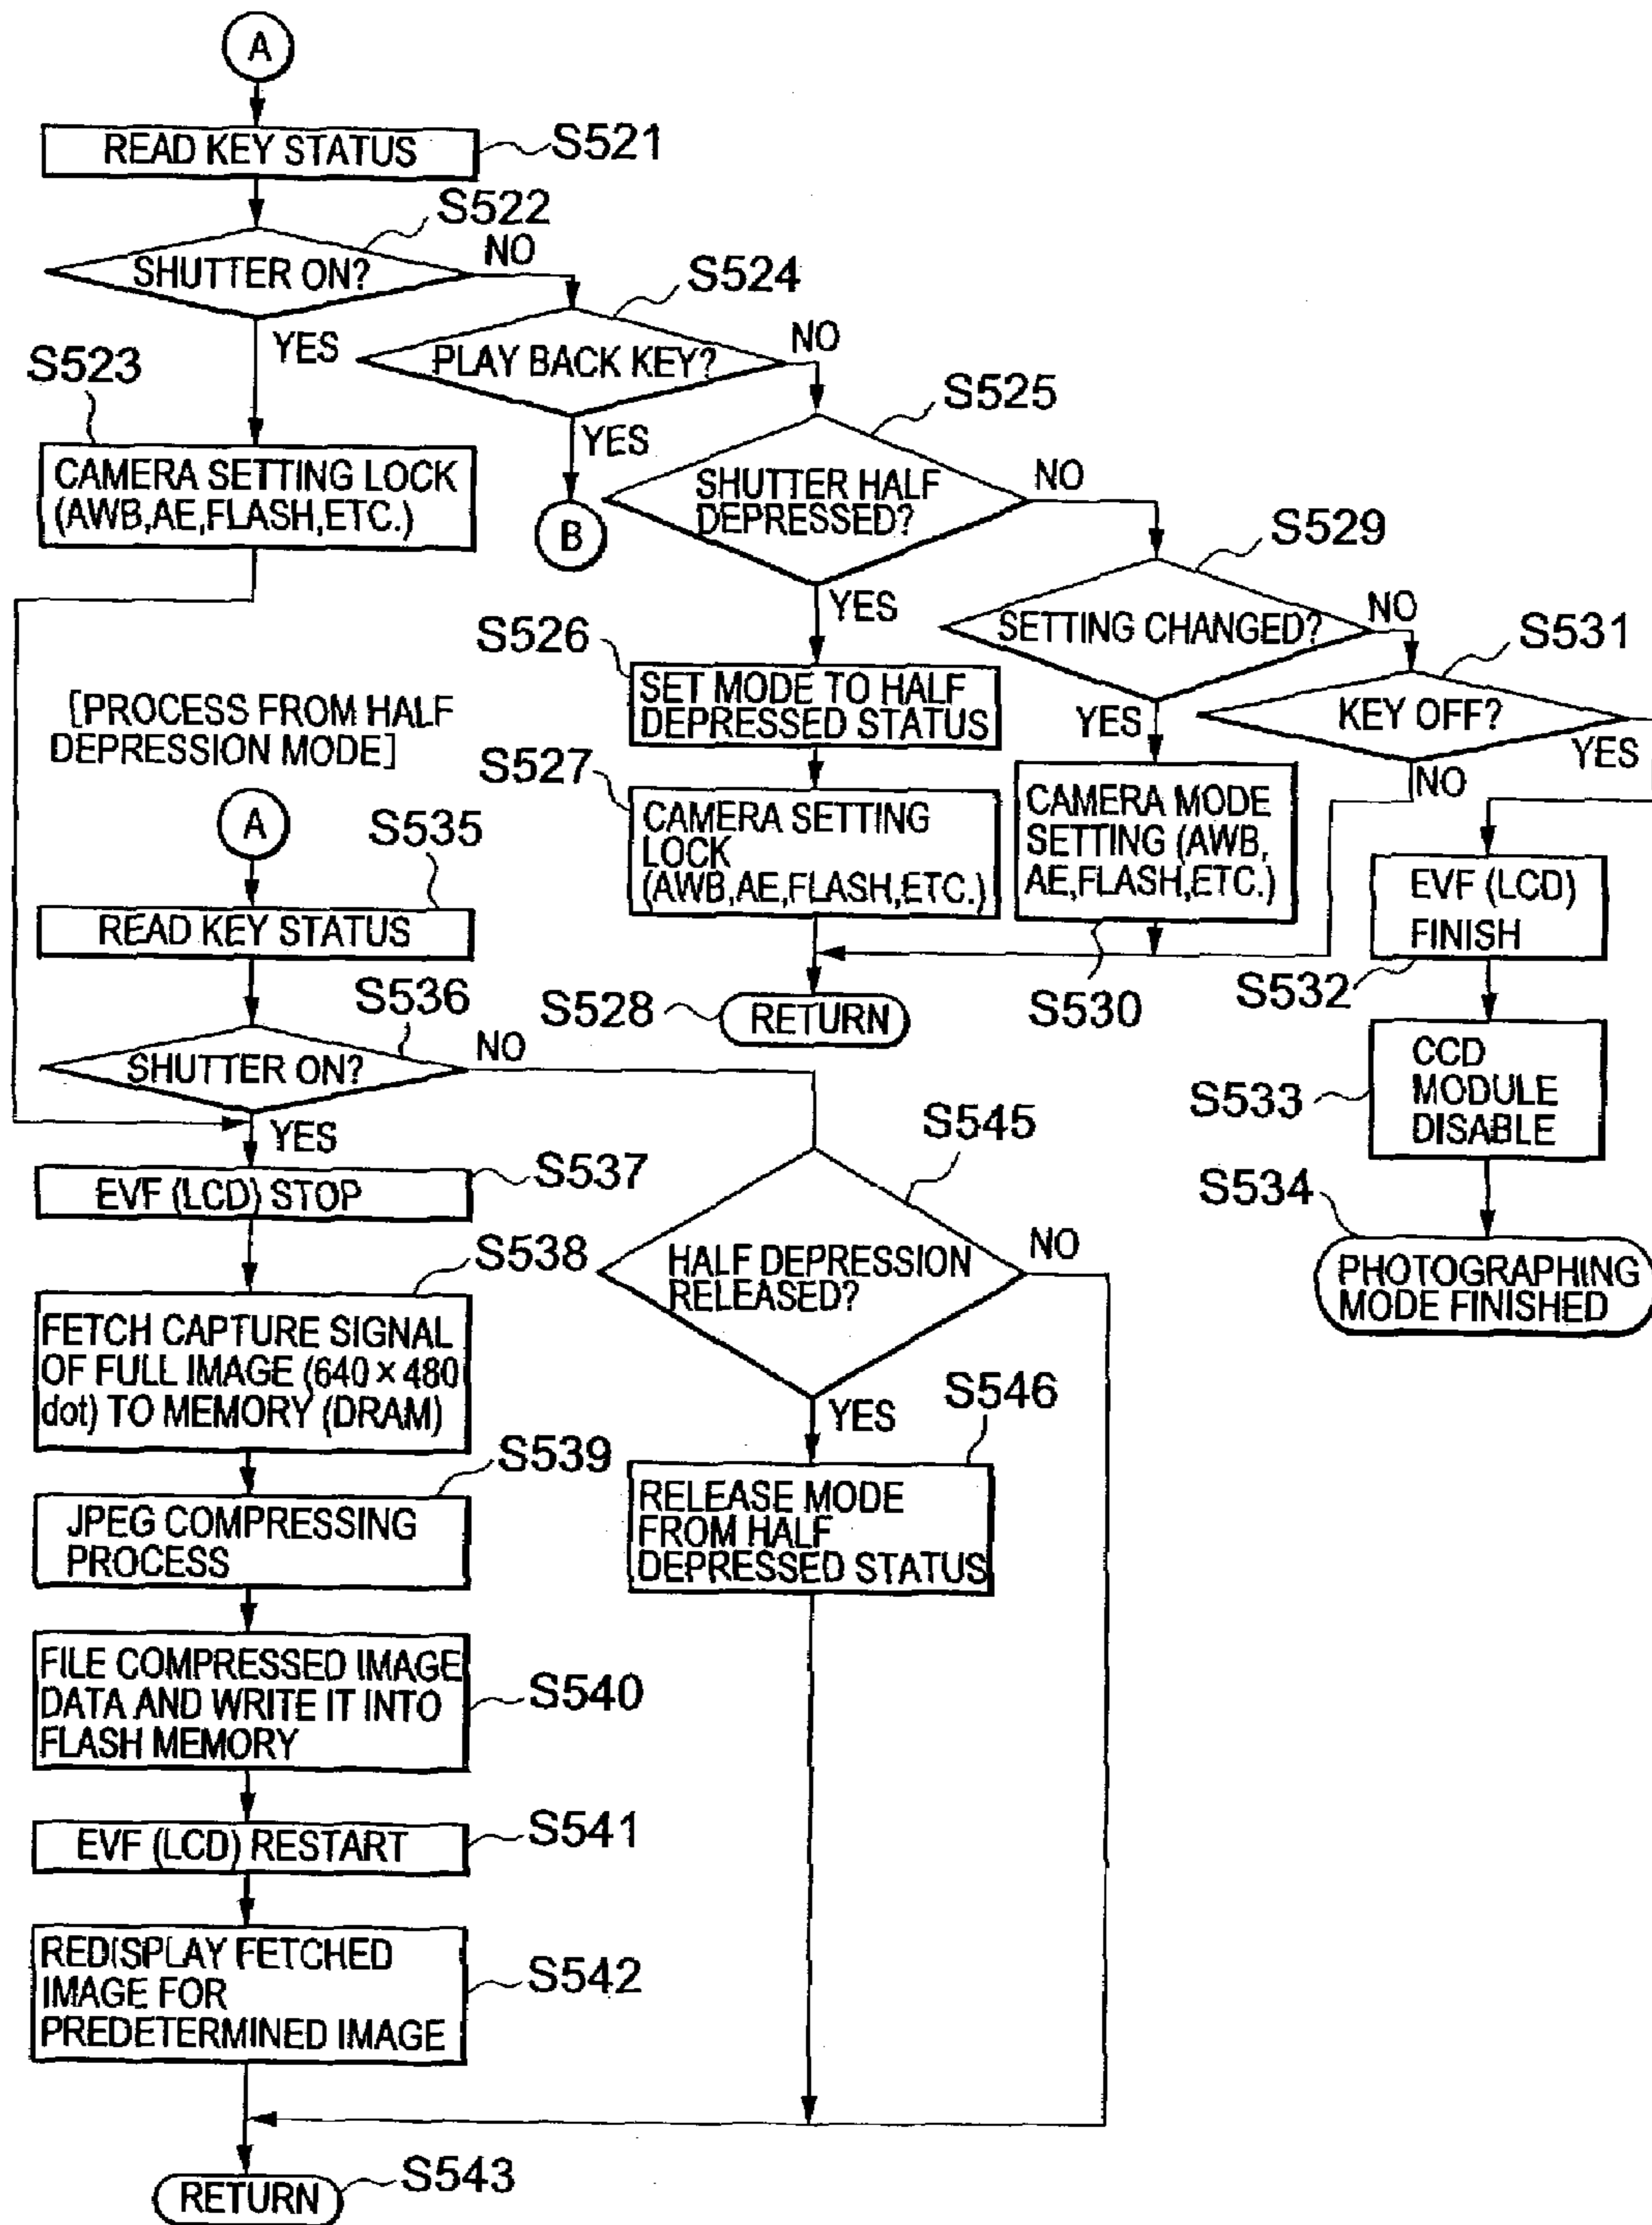 A
READ KEY STATUS
S521
S522
SHUTTER ON?
NO
YES
S523
CAMERA SETTING LOCK
(AWB,AE,FLASH,ETC.)
S524
PLAY BACK KEY?
NO
YES
B
S525
SHUTTER HALF
DEPRESSED?
NO
YES
S526
SET MODE TO HALF
DEPRESSED STATUS
S527
CAMERA SETTING
LOCK
(AWB,AE,FLASH,ETC.)
S528
RETURN
S529
SETTING CHANGED?
NO
YES
CAMERA MODE
SETTING (AWB,
AE,FLASH,ETC.)
S530
S531
KEY OFF?
YES
NO
EVF (LCD)
FINISH
S532
CCD
MODULE
DISABLE
S533
S534
PHOTOGRAPHING
MODE FINISHED
[PROCESS FROM HALF
DEPRESSION MODE]
A
S535
READ KEY STATUS
S536
SHUTTER ON?
NO
YES
S537
EVF (LCD) STOP
S538
FETCH CAPTURE SIGNAL
OF FULL IMAGE (640 × 480
dot) TO MEMORY (DRAM)
S539
JPEG COMPRESSING
PROCESS
FILE COMPRESSED IMAGE
DATA AND WRITE IT INTO
FLASH MEMORY
S540
EVF (LCD) RESTART
S541
REDISPLAY FETCHED
IMAGE FOR
PREDETERMINED IMAGE
S542
S543
RETURN
S545
HALF DEPRESSION
RELEASED?
NO
YES
S546
RELEASE MODE
FROM HALF
DEPRESSED STATUS